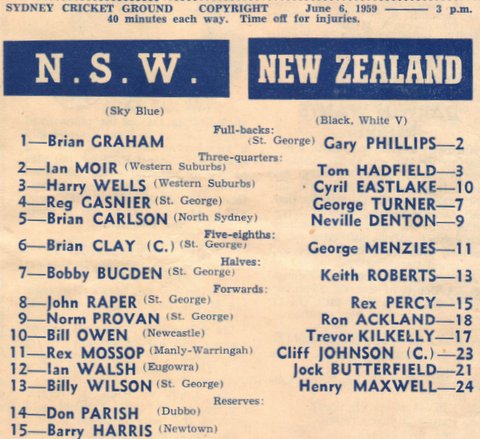 SYDNEY CRICKET GROUND COPYRIGHT June 6, 1959 —— 3 p.m.
40 minutes each way. Time off for injuries.
N.S.W. NEW ZEALAND
(Sky Blue) (Black, White V)
Full-backs:
1—Brian GRAHAM (St. George) Gary PHILLIPS—2
Three-quarters:
2—Ian MOIR (Western Suburbs) Tom HADFIELD—3
3—Harry WELLS (Western Suburbs) Cyril EASTLAKE—10
4—Reg GASNIER (St. George) George TURNER—7
5—Brian CARLSON (North Sydney) Neville DENTON—9
Five-eighths:
6—Brian CLAY (C.) (St. George) George MENZIES—11
Halves:
7—Bobby BUGDEN (St. George) Keith ROBERTS—13
Forwards:
8—John RAPER (St. George) Rex PERCY—15
9—Norm PROVAN (St. George) Ron ACKLAND—18
10—Bill OWEN (Newcastle) Trevor KILKELLY—17
11—Rex MOSSOP (Manly-Warringah) Cliff JOHNSON (C.)—23
12—Ian WALSH (Eugowra) Jock BUTTERFIELD—21
13—Billy WILSON (St. George) Henry MAXWELL—24
Reserves:
14—Don PARISH (Dubbo)
15—Barry HARRIS (Newtown)